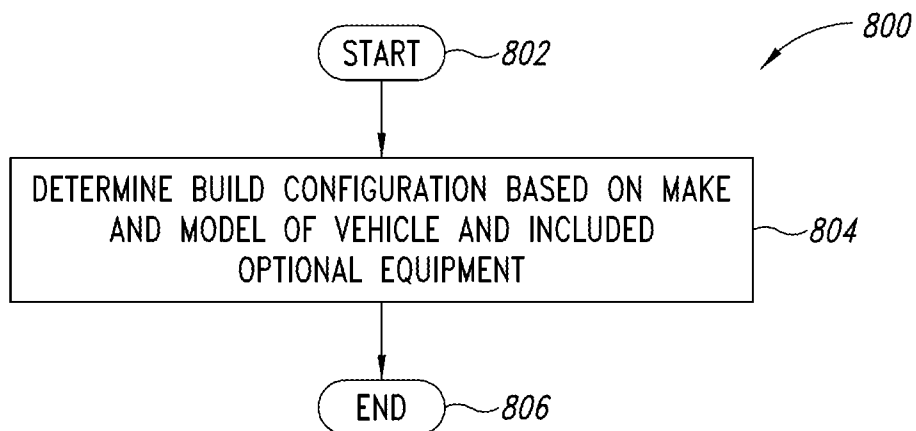 800
START 802
DETERMINE BUILD CONFIGURATION BASED ON MAKE
AND MODEL OF VEHICLE AND INCLUDED
OPTIONAL EQUIPMENT
804
END 806